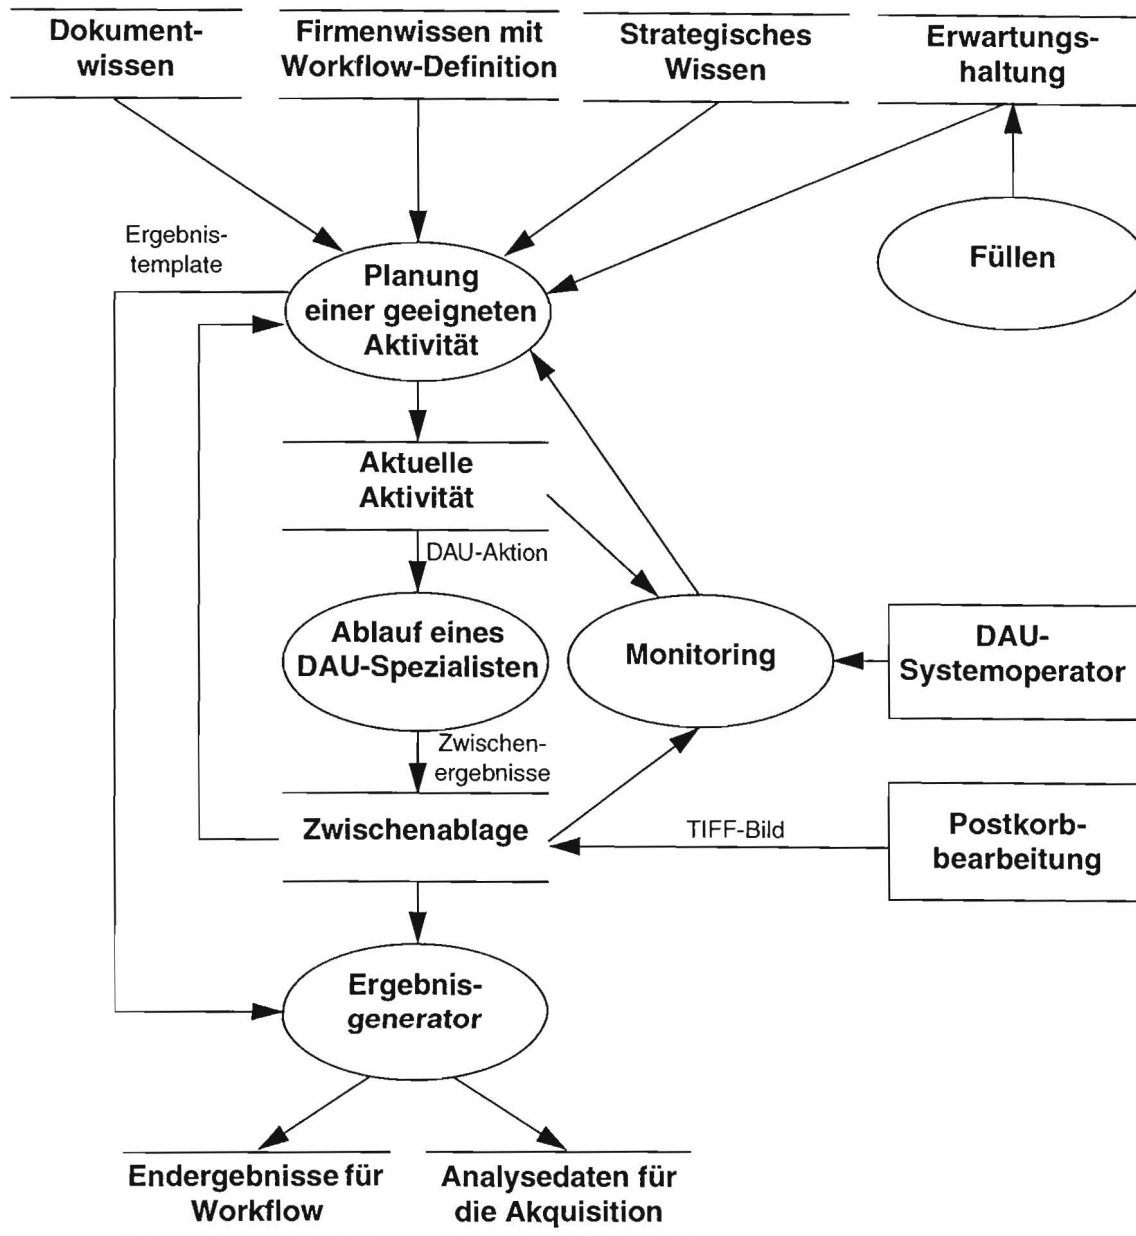 Dokument-
wissen
Firmenwissen mit
Workflow-Definition
Strategisches
Wissen
Erwartungs-
haltung
Ergebnis-
template
Planung
einer geeigneten
Aktivität
Füllen
Aktuelle
Aktivität
DAU-Aktion
Ablauf eines
DAU-Spezialisten
Monitoring
DAU-
Systemoperator
Zwischen-
ergebnisse
Zwischenablage
TIFF-Bild
Postkorb-
bearbeitung
Ergebnis-
generator
Endergebnisse für
Workflow
Analysedaten für
die Akquisition